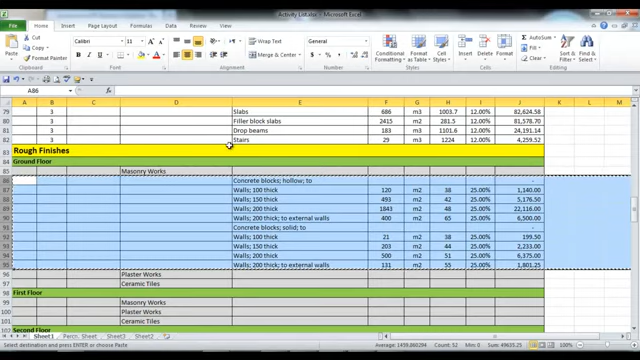 Activity List.xlsx - Microsoft Excel
File Home Insert Page Layout Formulas Data Review View
Calibri 11 Wrap Text General AutoSum
Paste Merge & Center Conditional Formatting Format as Table Cell Styles Insert Delete Format Sort & Filter Find & Select
Clipboard Font Alignment Number Styles Cells Editing
A86
A B C D E F G H I J K L M
79 3 Slabs 686 m3 1003.7 12.00% 82,624.58
80 3 Filler block slabs 2415 m2 281.5 12.00% 81,578.70
81 3 Drop beams 183 m3 1101.6 12.00% 24,191.14
82 3 Stairs 29 m3 1224 12.00% 4,259.52
83 Rough Finishes
84 Ground Floor
85 Masonry Works
86 Concrete blocks; hollow; to -
87 Walls; 100 thick 120 m2 38 25.00% 1,140.00
88 Walls; 150 thick 493 m2 42 25.00% 5,176.50
89 Walls; 200 thick 1843 m2 48 25.00% 22,116.00
90 Walls; 200 thick; to external walls 400 m2 65 25.00% 6,500.00
91 Concrete blocks; solid; to -
92 Walls; 100 thick 21 m2 38 25.00% 199.50
93 Walls; 150 thick 203 m2 44 25.00% 2,233.00
94 Walls; 200 thick 500 m2 51 25.00% 6,375.00
95 Walls; 200 thick; to external walls 131 m2 55 25.00% 1,801.25
96 Plaster Works
97 Ceramic Tiles
98 First Floor
99 Masonry Works
100 Plaster Works
101 Ceramic Tiles
102 Second Floor
Sheet1 Percn. Sheet Sheet3 Sheet2
Select destination and press ENTER or choose Paste Average: 1459.860294 Count: 52 Min: 0 Sum: 49635.25 100%